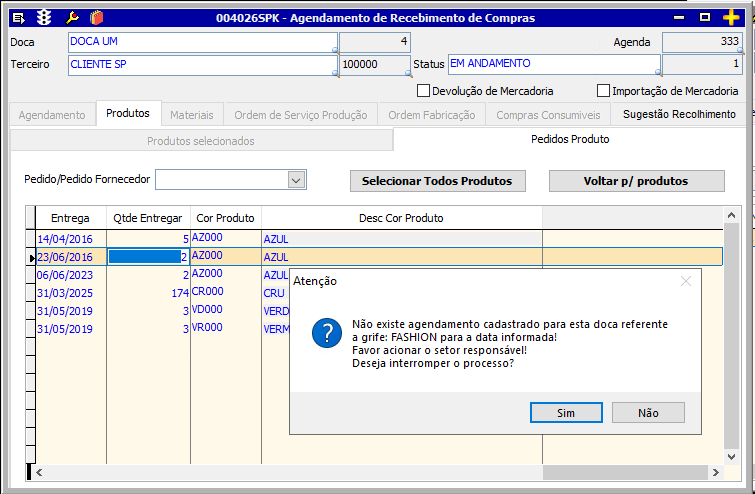 004026SPK - Agendamento de Recebimento de Compras
Doca DOCA UM 4 Agenda 333
Terceiro CLIENTE SP 100000 Status EM ANDAMENTO 1
Devolução de Mercadoria Importação de Mercadoria
Agendamento Produtos Materiais Ordem de Serviço Produção Ordem Fabricação Compras Consumiveis Sugestão Recolhimento
Produtos selecionados Pedidos Produto
Pedido/Pedido Fornecedor Selecionar Todos Produtos Voltar p/ produtos
Entrega Qtde Entregar Cor Produto Desc Cor Produto
14/04/2016 5 AZ000 AZUL
23/06/2016 2 AZ000 AZUL
06/06/2023 2 AZ000 AZUL
31/03/2025 174 CR000 CRU
31/05/2019 3 VD000 VERD
31/05/2019 3 VR000 VERM
Atenção
Não existe agendamento cadastrado para esta doca referente
a grife: FASHION para a data informada!
Favor acionar o setor responsável!
Deseja interromper o processo?
Sim Não